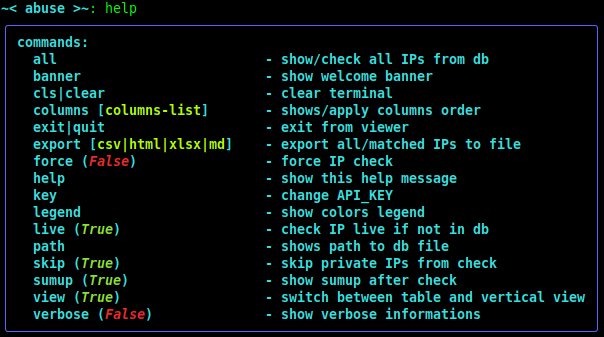 ~< abuse >~: help
commands:
all - show/check all IPs from db
banner - show welcome banner
cls|clear - clear terminal
columns [columns-list] - shows/apply columns order
exit|quit - exit from viewer
export [csv|html|xlsx|md] - export all/matched IPs to file
force (False) - force IP check
help - show this help message
key - change API_KEY
legend - show colors legend
live (True) - check IP live if not in db
path - shows path to db file
skip (True) - skip private IPs from check
sumup (True) - show sumup after check
view (True) - switch between table and vertical view
verbose (False) - show verbose informations